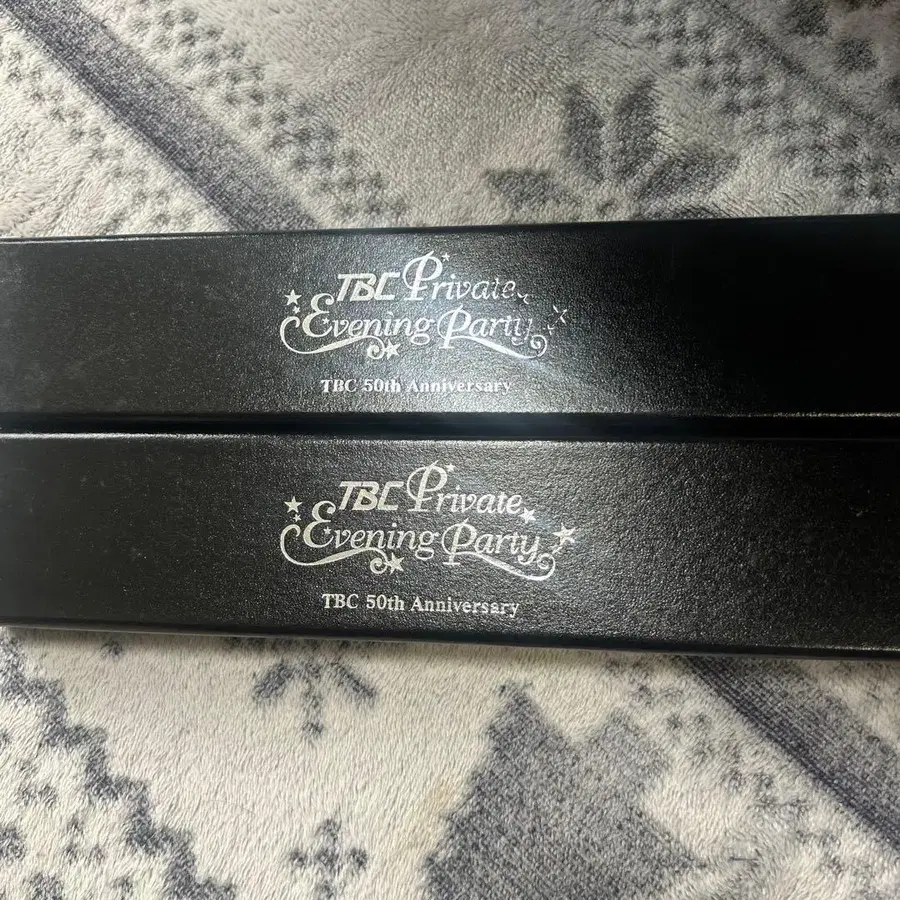 TBC Private
Evening Party
TBC 50th Anniversary
TBC Private
Evening Party
TBC 50th Anniversary